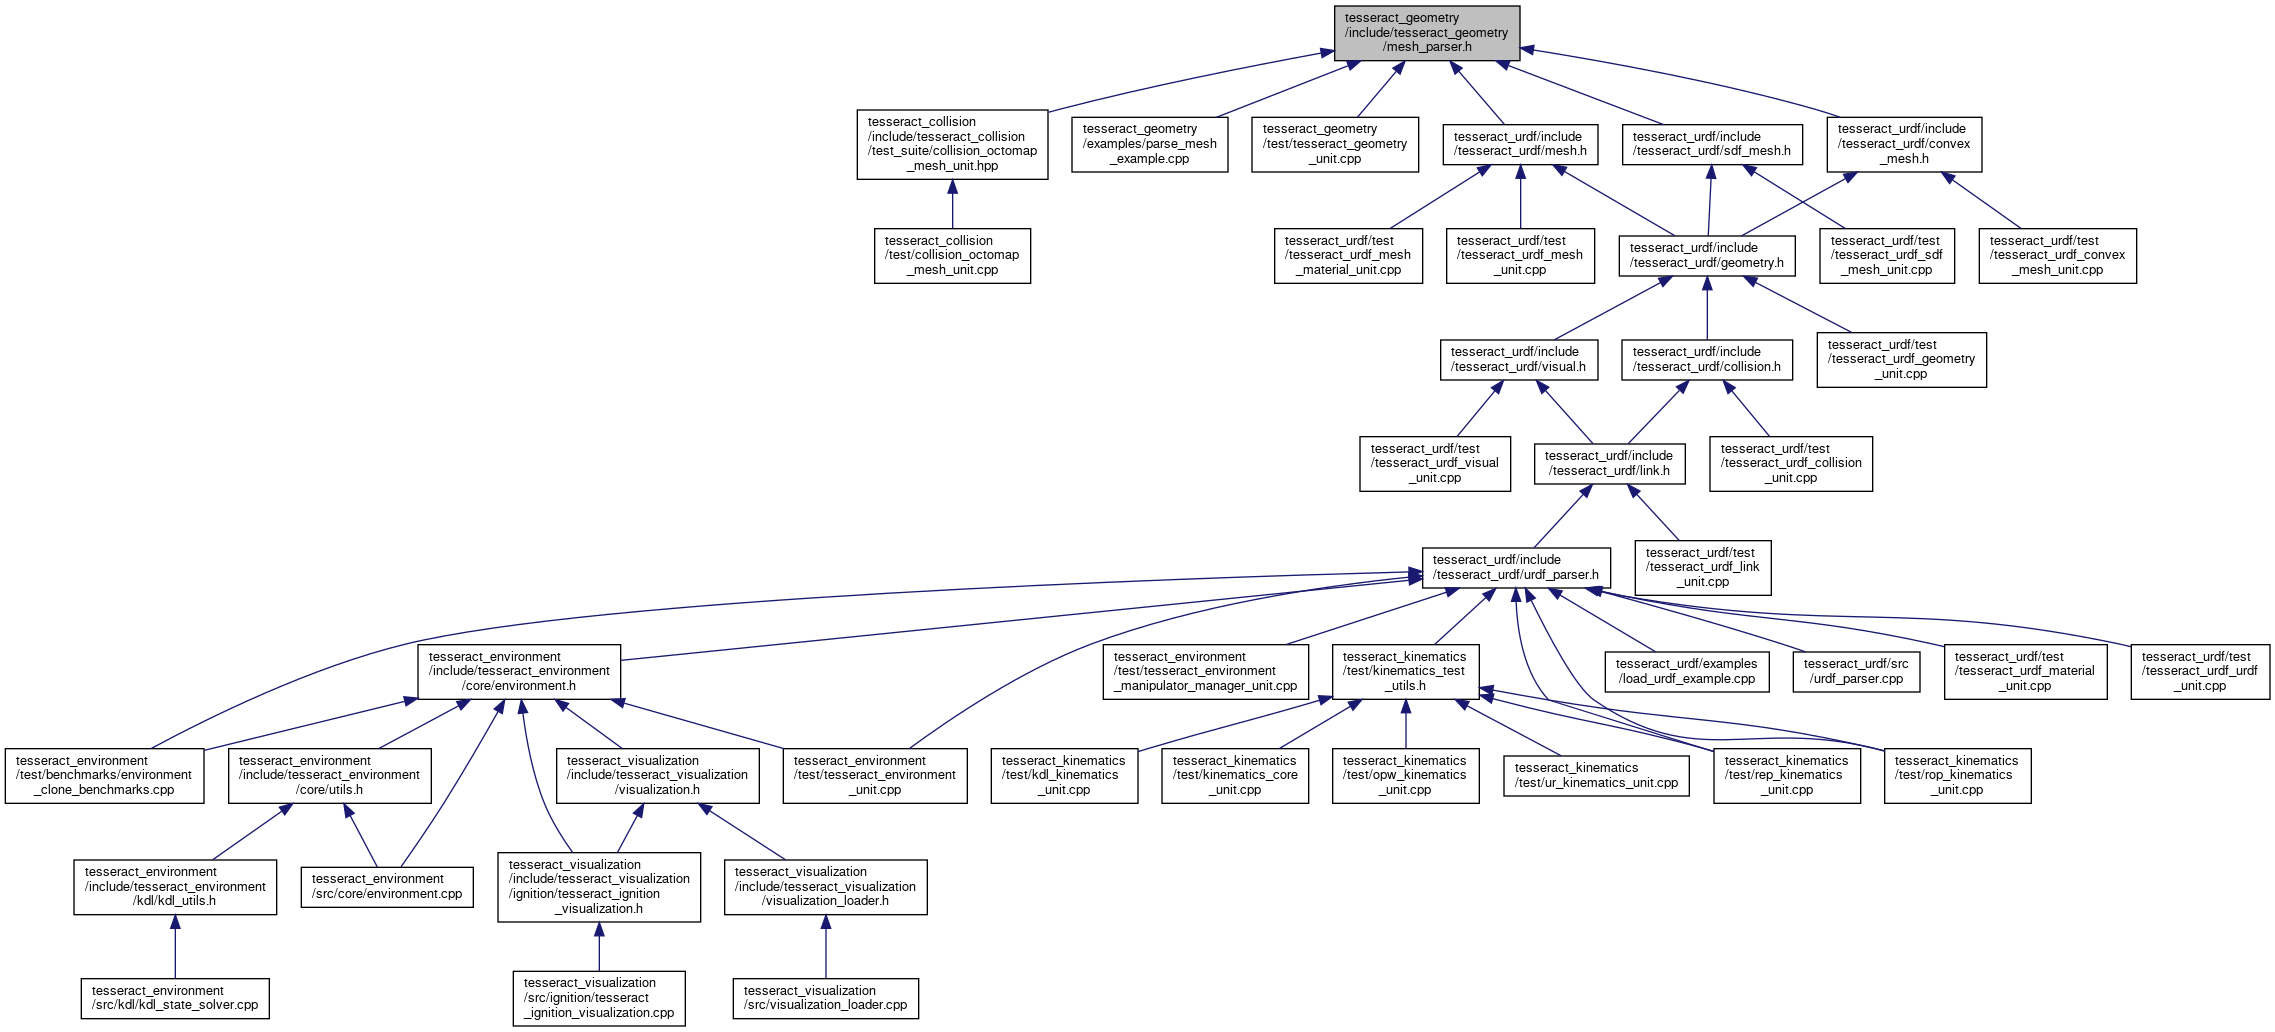 tesseract_geometry
/include/tesseract_geometry
/mesh_parser.h
tesseract_collision
/include/tesseract_collision
/test_suite/collision_octomap
_mesh_unit.hpp
tesseract_geometry
/examples/parse_mesh
_example.cpp
tesseract_geometry
/test/tesseract_geometry
_unit.cpp
tesseract_urdf/include
/tesseract_urdf/mesh.h
tesseract_urdf/include
/tesseract_urdf/sdf_mesh.h
tesseract_urdf/include
/tesseract_urdf/convex
_mesh.h
tesseract_collision
/test/collision_octomap
_mesh_unit.cpp
tesseract_urdf/test
/tesseract_urdf_mesh
_material_unit.cpp
tesseract_urdf/test
/tesseract_urdf_mesh
_unit.cpp
tesseract_urdf/include
/tesseract_urdf/geometry.h
tesseract_urdf/test
/tesseract_urdf_sdf
_mesh_unit.cpp
tesseract_urdf/test
/tesseract_urdf_convex
_mesh_unit.cpp
tesseract_urdf/include
/tesseract_urdf/visual.h
tesseract_urdf/include
/tesseract_urdf/collision.h
tesseract_urdf/test
/tesseract_urdf_geometry
_unit.cpp
tesseract_urdf/test
/tesseract_urdf_visual
_unit.cpp
tesseract_urdf/include
/tesseract_urdf/link.h
tesseract_urdf/test
/tesseract_urdf_collision
_unit.cpp
tesseract_urdf/include
/tesseract_urdf/urdf_parser.h
tesseract_urdf/test
/tesseract_urdf_link
_unit.cpp
tesseract_environment
/include/tesseract_environment
/core/environment.h
tesseract_environment
/test/tesseract_environment
_manipulator_manager_unit.cpp
tesseract_kinematics
/test/kinematics_test
_utils.h
tesseract_urdf/examples
/load_urdf_example.cpp
tesseract_urdf/src
/urdf_parser.cpp
tesseract_urdf/test
/tesseract_urdf_material
_unit.cpp
tesseract_urdf/test
/tesseract_urdf_urdf
_unit.cpp
tesseract_environment
/test/benchmarks/environment
_clone_benchmarks.cpp
tesseract_environment
/include/tesseract_environment
/core/utils.h
tesseract_visualization
/include/tesseract_visualization
/visualization.h
tesseract_environment
/test/tesseract_environment
_unit.cpp
tesseract_kinematics
/test/kdl_kinematics
_unit.cpp
tesseract_kinematics
/test/kinematics_core
_unit.cpp
tesseract_kinematics
/test/opw_kinematics
_unit.cpp
tesseract_kinematics
/test/ur_kinematics_unit.cpp
tesseract_kinematics
/test/rep_kinematics
_unit.cpp
tesseract_kinematics
/test/rop_kinematics
_unit.cpp
tesseract_environment
/include/tesseract_environment
/kdl/kdl_utils.h
tesseract_environment
/src/core/environment.cpp
tesseract_visualization
/include/tesseract_visualization
/ignition/tesseract_ignition
_visualization.h
tesseract_visualization
/include/tesseract_visualization
/visualization_loader.h
tesseract_environment
/src/kdl/kdl_state_solver.cpp
tesseract_visualization
/src/ignition/tesseract
_ignition_visualization.cpp
tesseract_visualization
/src/visualization_loader.cpp